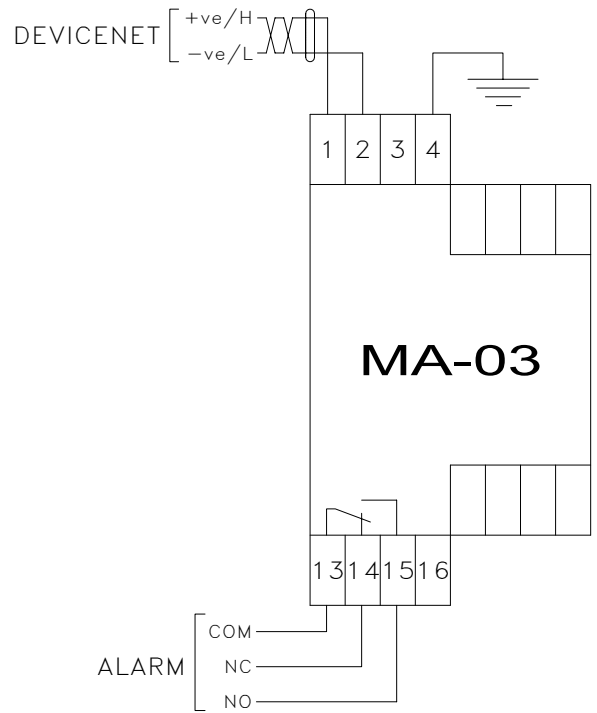 DEVICENET
+ve/H
-ve/L
1 2 3 4
MA-03
13 14 15 16
ALARM
COM
NC
NO